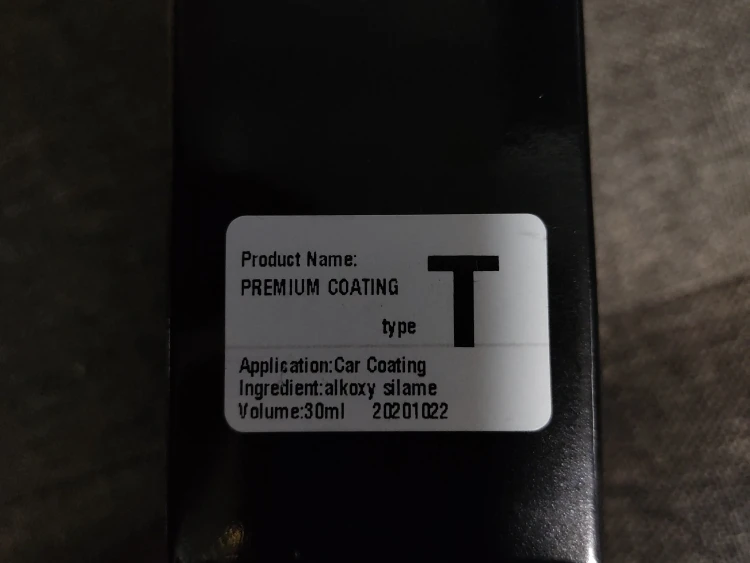 Product Name:
PREMIUM COATING
type T
Application:Car Coating
Ingredient:alkoxy silame
Volume:30ml 20201022